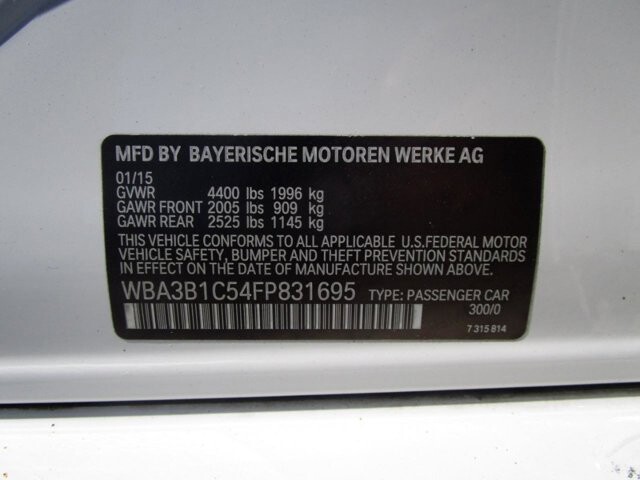 MFD BY BAYERISCHE MOTOREN WERKE AG
01/15
GVWR 4400 lbs 1996 kg
GAWR FRONT 2005 lbs 909 kg
GAWR REAR 2525 lbs 1145 kg
THIS VEHICLE CONFORMS TO ALL APPLICABLE U.S.FEDERAL MOTOR
VEHICLE SAFETY, BUMPER AND THEFT PREVENTION STANDARDS
IN EFFECT ON THE DATE OF MANUFACTURE SHOWN ABOVE.
WBA3B1C54FP831695 TYPE: PASSENGER CAR
300/0
7 315 814